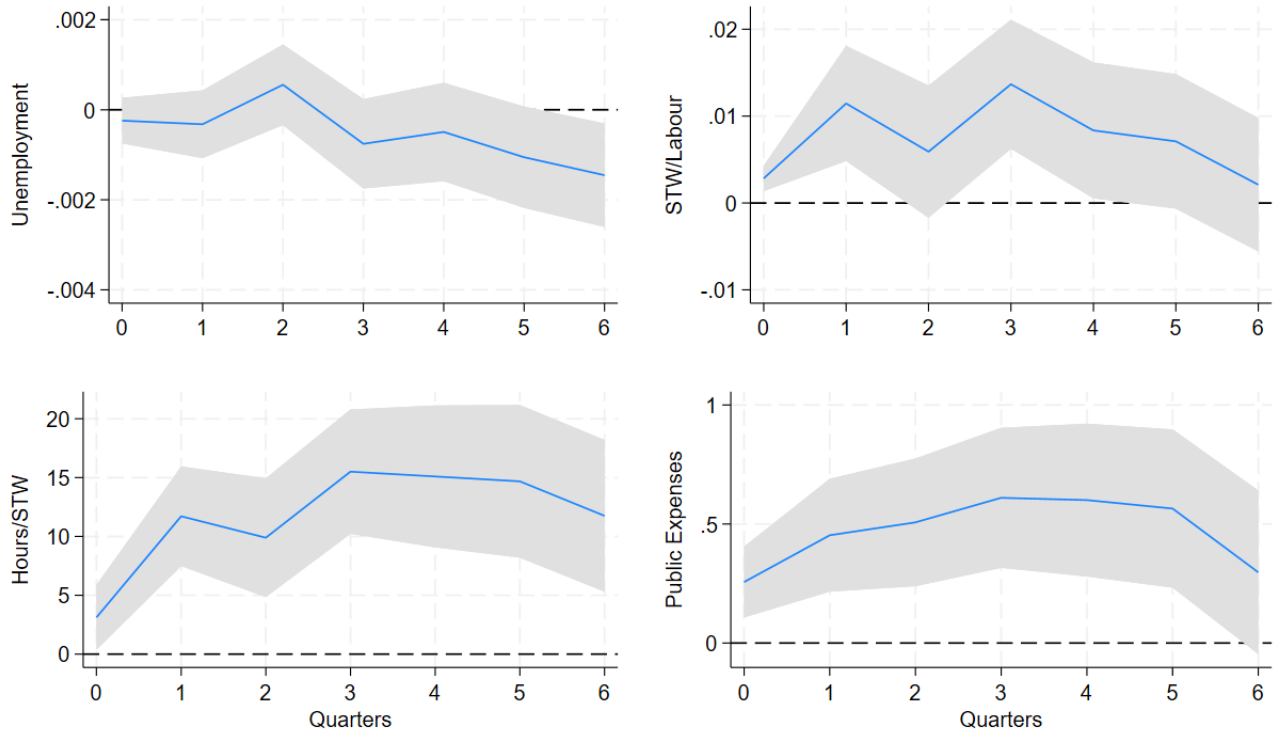 Unemployment
.002
0
-.002
-.004
0 1 2 3 4 5 6
STW/Labour
.02
.01
0
-.01
0 1 2 3 4 5 6
Hours/STW
20
15
10
5
0
0 1 2 3 4 5 6
Quarters
Public Expenses
1
.5
0
0 1 2 3 4 5 6
Quarters